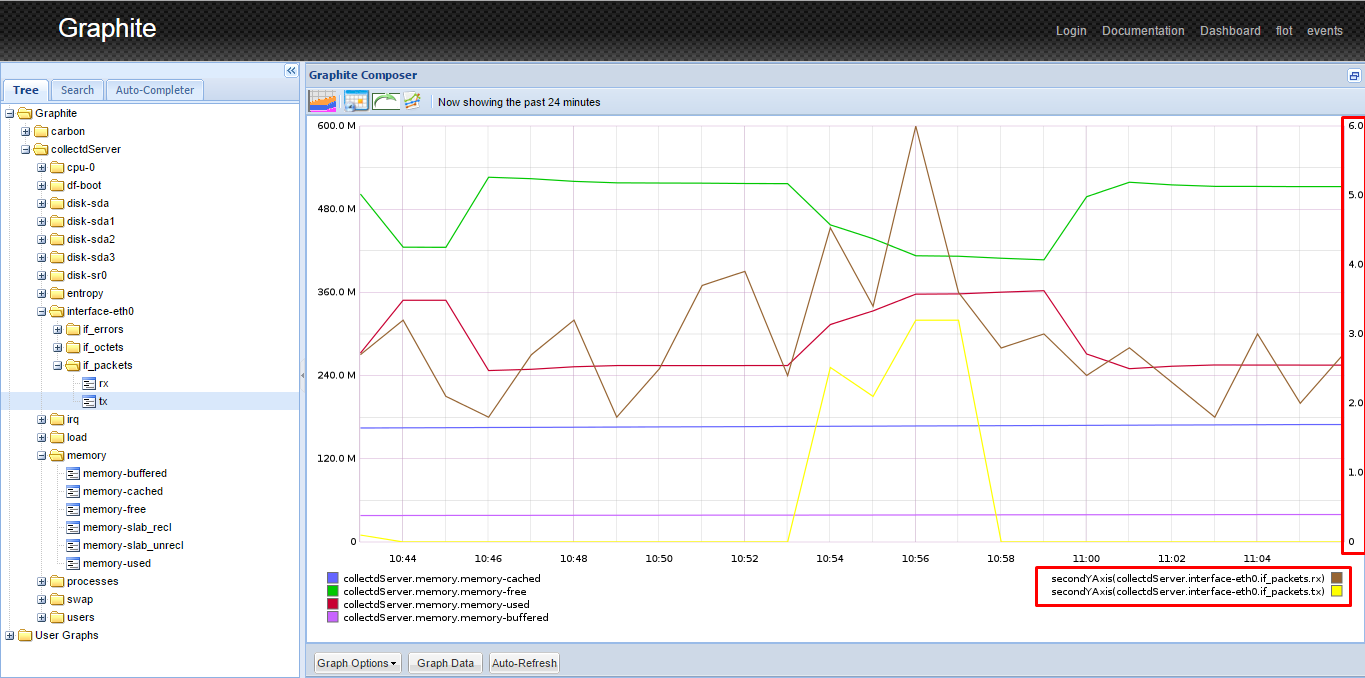 Graphite
Login Documentation Dashboard flot events
Tree Search Auto-Completer
Graphite
carbon
collectdServer
cpu-0
df-boot
disk-sda
disk-sda1
disk-sda2
disk-sda3
disk-sr0
entropy
interface-eth0
if_errors
if_octets
if_packets
rx
tx
irq
load
memory
memory-buffered
memory-cached
memory-free
memory-slab_recl
memory-slab_unrecl
memory-used
processes
swap
users
User Graphs
Graphite Composer
Now showing the past 24 minutes
600.0 M
480.0 M
360.0 M
240.0 M
120.0 M
0
6.0
5.0
4.0
3.0
2.0
1.0
0
10:44 10:46 10:48 10:50 10:52 10:54 10:56 10:58 11:00 11:02 11:04
collectdServer.memory.memory-cached
collectdServer.memory.memory-free
collectdServer.memory.memory-used
collectdServer.memory.memory-buffered
secondYAxis(collectdServer.interface-eth0.if_packets.rx)
secondYAxis(collectdServer.interface-eth0.if_packets.tx)
Graph Options Graph Data Auto-Refresh